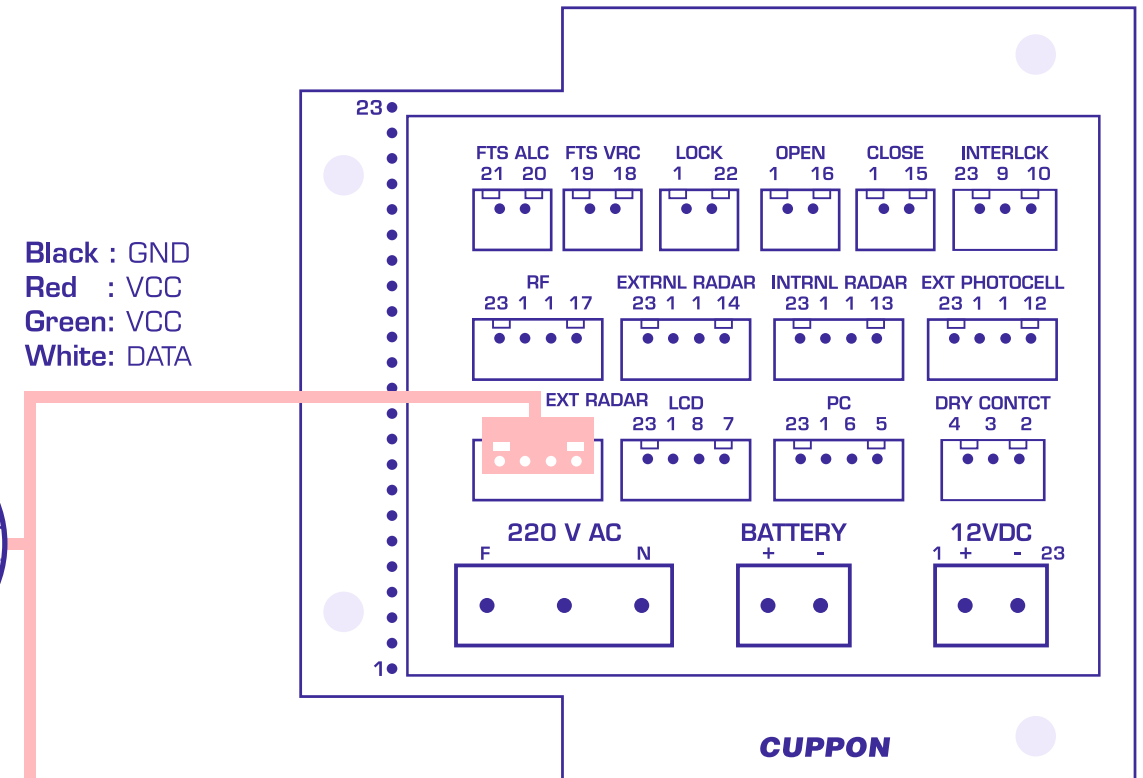 23
FTS ALC FTS VRC LOCK OPEN CLOSE INTERLCK
21 20 19 18 1 22 1 16 1 15 23 9 10
Black : GND
Red : VCC
Green: VCC
White: DATA
RF EXTRNL RADAR INTRNL RADAR EXT PHOTOCELL
23 1 1 17 23 1 1 14 23 1 1 13 23 1 1 12
EXT RADAR LCD PC DRY CONTCT
23 1 8 7 23 1 6 5 4 3 2
220 V AC BATTERY 12VDC
F N + - 1 + - 23
1
CUPPON